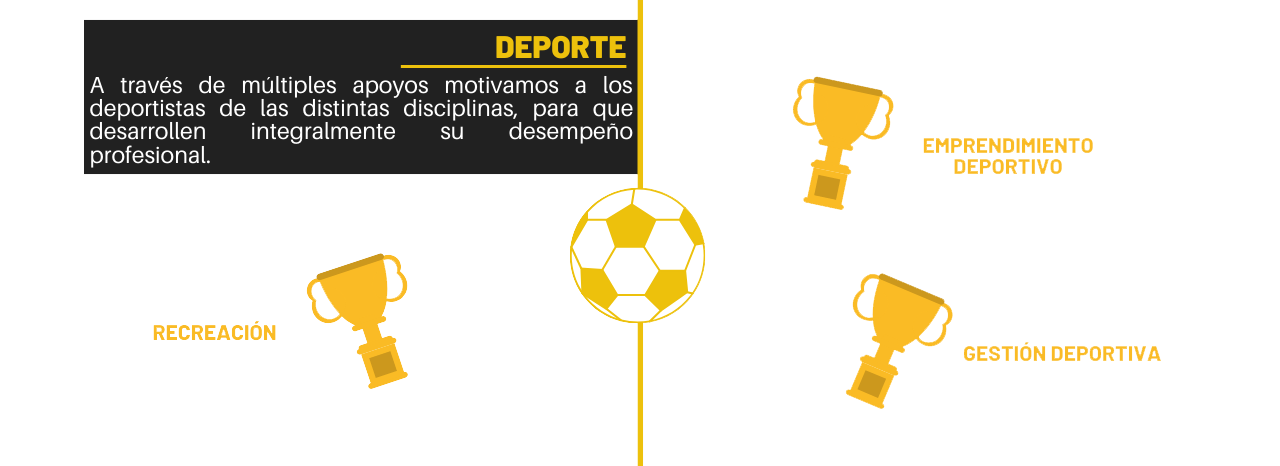 DEPORTE
A través de múltiples apoyos motivamos a los
deportistas de las distintas disciplinas, para que
desarrollen integralmente su desempeño
profesional.
EMPRENDIMIENTO
DEPORTIVO
RECREACIÓN
GESTIÓN DEPORTIVA